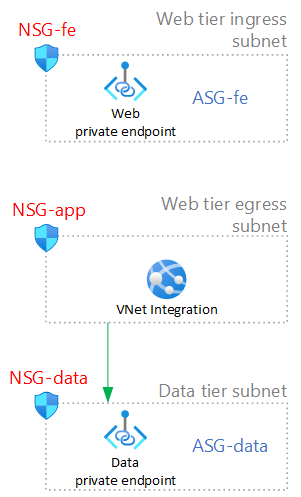 Web tier ingress
subnet
NSG-fe
ASG-fe
Web
private endpoint
Web tier egress
subnet
NSG-app
VNet Integration
NSG-data
Data tier subnet
ASG-data
Data
private endpoint